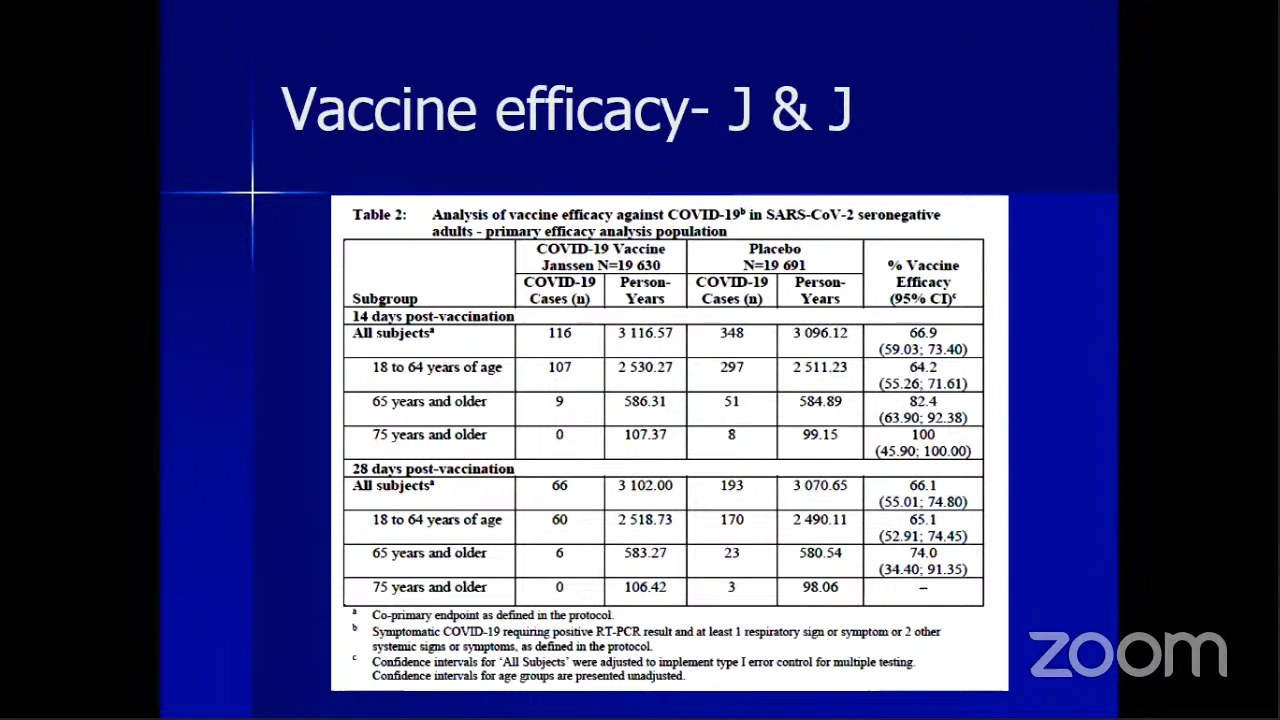 Vaccine efficacy- J & J
Table 2: Analysis of vaccine efficacy against COVID-19b in SARS-CoV-2 seronegative
adults - primary efficacy analysis population
COVID-19 Vaccine Placebo
Janssen N=19 630 N=19 691 % Vaccine
COVID-19 Person- COVID-19 Person- Efficacy
Subgroup Cases (n) Years Cases (n) Years (95% CI)c
14 days post-vaccination
All subjectsa 116 3 116.57 348 3 096.12 66.9
(59.03; 73.40)
18 to 64 years of age 107 2 530.27 297 2 511.23 64.2
(55.26; 71.61)
65 years and older 9 586.31 51 584.89 82.4
(63.90; 92.38)
75 years and older 0 107.37 8 99.15 100
(45.90; 100.00)
28 days post-vaccination
All subjectsa 66 3 102.00 193 3 070.65 66.1
(55.01; 74.80)
18 to 64 years of age 60 2 518.73 170 2 490.11 65.1
(52.91; 74.45)
65 years and older 6 583.27 23 580.54 74.0
(34.40; 91.35)
75 years and older 0 106.42 3 98.06 --
a Co-primary endpoint as defined in the protocol.
b Symptomatic COVID-19 requiring positive RT-PCR result and at least 1 respiratory sign or symptom or 2 other
systemic signs or symptoms, as defined in the protocol.
c Confidence intervals for 'All Subjects' were adjusted to implement type I error control for multiple testing.
Confidence intervals for age groups are presented unadjusted.
zoom